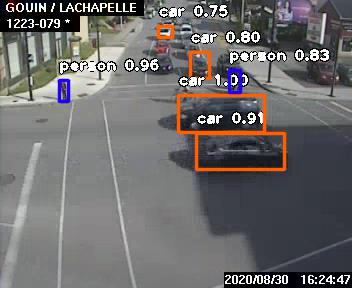 GOUIN / LACHAPELLE
1223-079 *
car 0.75
car 0.80
person 0.83
person 0.96
car 1.00
car 0.91
2020/08/30 16:24:47